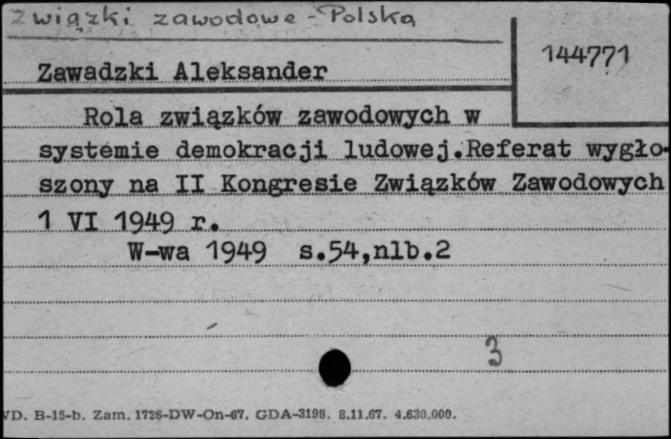 Związki zawodowe - Polska
144771
Zawadzki Aleksander
Rola związków zawodowych w
systemie demokracji ludowej.Referat wygło-
szony na II Kongresie Związków Zawodowych
1 VI 1949 r.
W-wa 1949 s.54,nlb.2
3
VD. B-15-b. Zam. 1726-DW-On-67. GDA-3198. 8.11.67. 4.630.000.